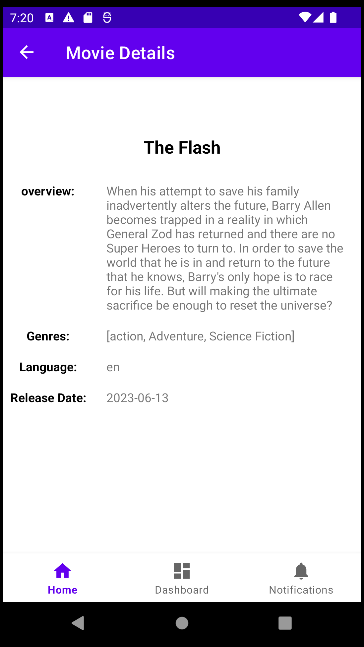 7:20
Movie Details
The Flash
overview:
When his attempt to save his family
inadvertently alters the future, Barry Allen
becomes trapped in a reality in which
General Zod has returned and there are no
Super Heroes to turn to. In order to save the
world that he is in and return to the future
that he knows, Barry's only hope is to race
for his life. But will making the ultimate
sacrifice be enough to reset the universe?
Genres: [action, Adventure, Science Fiction]
Language: en
Release Date: 2023-06-13
Home Dashboard Notifications